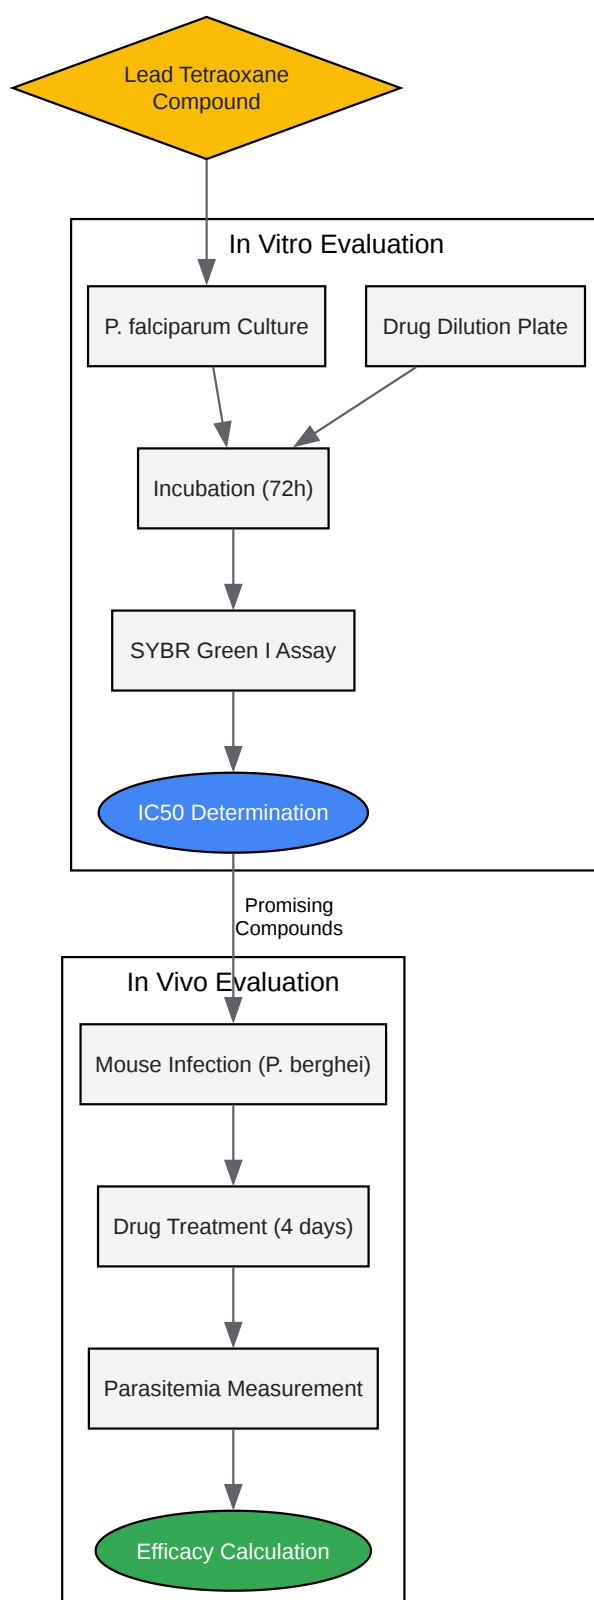 Lead Tetraoxane
Compound
In Vitro Evaluation
P. falciparum Culture
Drug Dilution Plate
Incubation (72h)
SYBR Green I Assay
IC50 Determination
Promising
Compounds
In Vivo Evaluation
Mouse Infection (P. berghei)
Drug Treatment (4 days)
Parasitemia Measurement
Efficacy Calculation